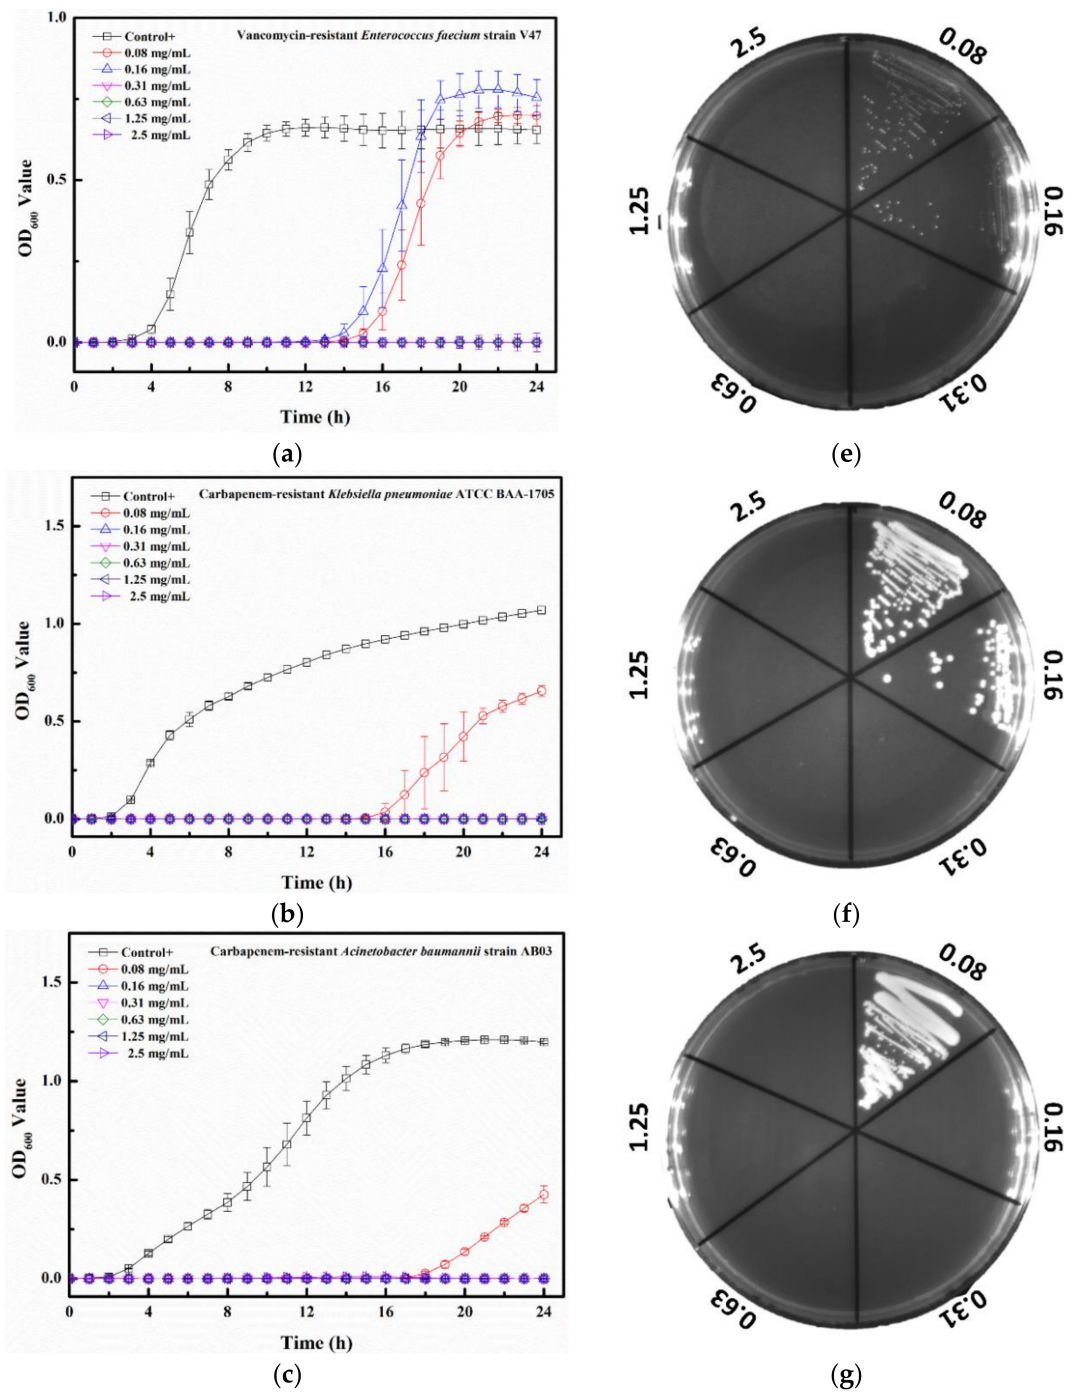 1.0
Control+
0.08 mg/mL
0.16 mg/mL
0.31 mg/mL
0.63 mg/mL
1.25 mg/mL
2.5 mg/mL
Vancomycin-resistant Enterococcus faecium strain V47
0.5
0.0
OD600 Value
0 4 8 12 16 20 24
Time (h)
(a)
2.5
0.08
1.25
0.16
0.63
0.31
(e)
Control+
0.08 mg/mL
0.16 mg/mL
0.31 mg/mL
0.63 mg/mL
1.25 mg/mL
2.5 mg/mL
Carbapenem-resistant Klebsiella pneumoniae ATCC BAA-1705
1.5
1.0
0.5
0.0
OD600 Value
0 4 8 12 16 20 24
Time (h)
(b)
2.5
0.08
1.25
0.16
0.63
0.31
(f)
Control+
0.08 mg/mL
0.16 mg/mL
0.31 mg/mL
0.63 mg/mL
1.25 mg/mL
2.5 mg/mL
Carbapenem-resistant Acinetobacter baumannii strain AB03
1.5
1.0
0.5
0.0
OD600 Value
0 4 8 12 16 20 24
Time (h)
(c)
2.5
0.08
1.25
0.16
0.63
0.31
(g)